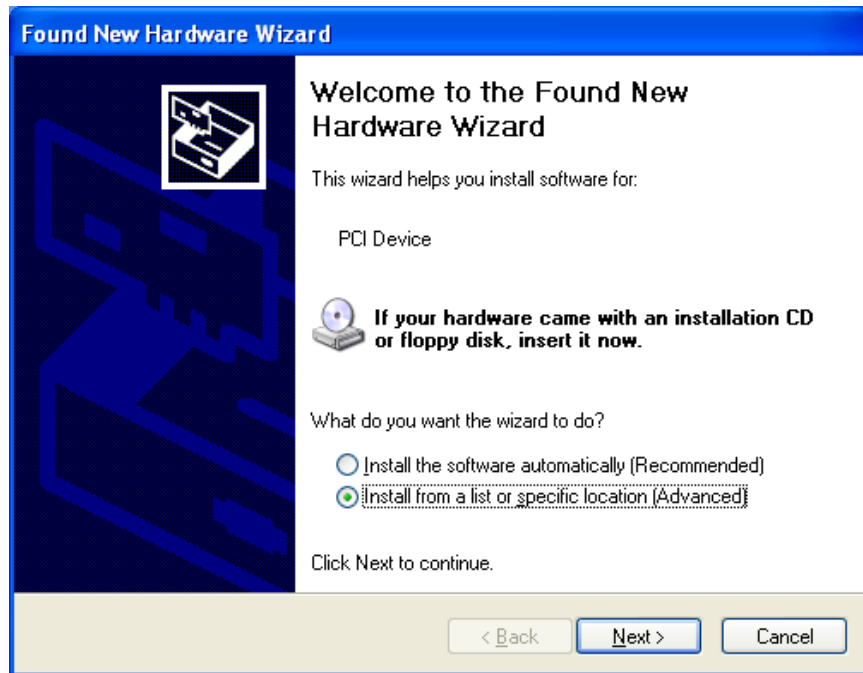 Found New Hardware Wizard
Welcome to the Found New
Hardware Wizard
This wizard helps you install software for:
PCI Device
If your hardware came with an installation CD
or floppy disk, insert it now.
What do you want the wizard to do?
Install the software automatically (Recommended)
Install from a list or specific location (Advanced)
Click Next to continue.
< Back
Next >
Cancel